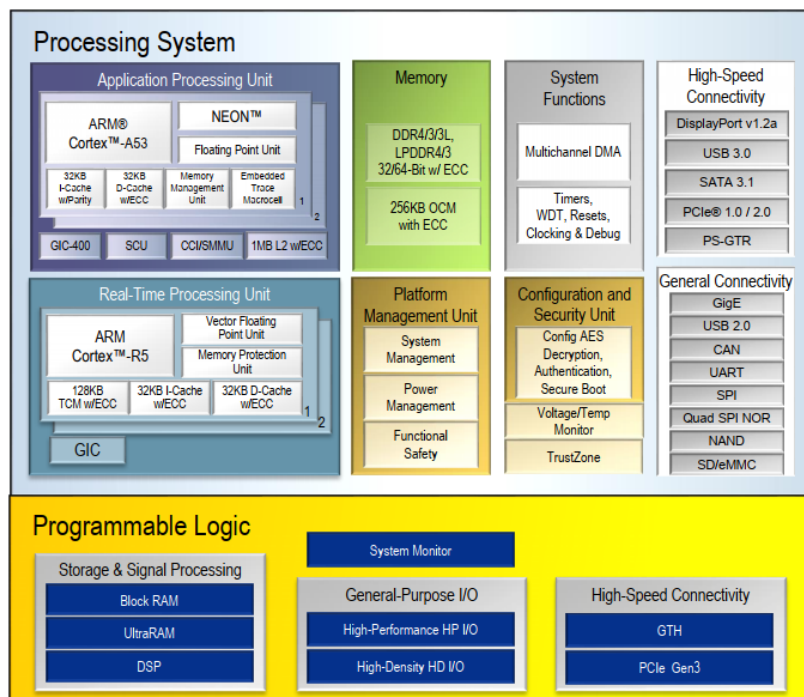 Processing System
Application Processing Unit
ARM®
Cortex™-A53
NEON™
Floating Point Unit
32KB
I-Cache
w/Parity
32KB
D-Cache
w/ECC
Memory
Management
Unit
Embedded
Trace
Macrocell
1
2
GIC-400
SCU
CCI/SMMU
1MB L2 w/ECC
Memory
DDR4/3/3L,
LPDDR4/3
32/64-Bit w/ ECC
256KB OCM
with ECC
System
Functions
Multichannel DMA
Timers,
WDT, Resets,
Clocking & Debug
High-Speed
Connectivity
DisplayPort v1.2a
USB 3.0
SATA 3.1
PCIe® 1.0 / 2.0
PS-GTR
Real-Time Processing Unit
ARM
Cortex™-R5
Vector Floating
Point Unit
Memory Protection
Unit
128KB
TCM w/ECC
32KB I-Cache
w/ECC
32KB D-Cache
w/ECC
1
2
GIC
Platform
Management Unit
System
Management
Power
Management
Functional
Safety
Configuration and
Security Unit
Config AES
Decryption,
Authentication,
Secure Boot
Voltage/Temp
Monitor
TrustZone
General Connectivity
GigE
USB 2.0
CAN
UART
SPI
Quad SPI NOR
NAND
SD/eMMC
Programmable Logic
System Monitor
Storage & Signal Processing
Block RAM
UltraRAM
DSP
General-Purpose I/O
High-Performance HP I/O
High-Density HD I/O
High-Speed Connectivity
GTH
PCIe Gen3